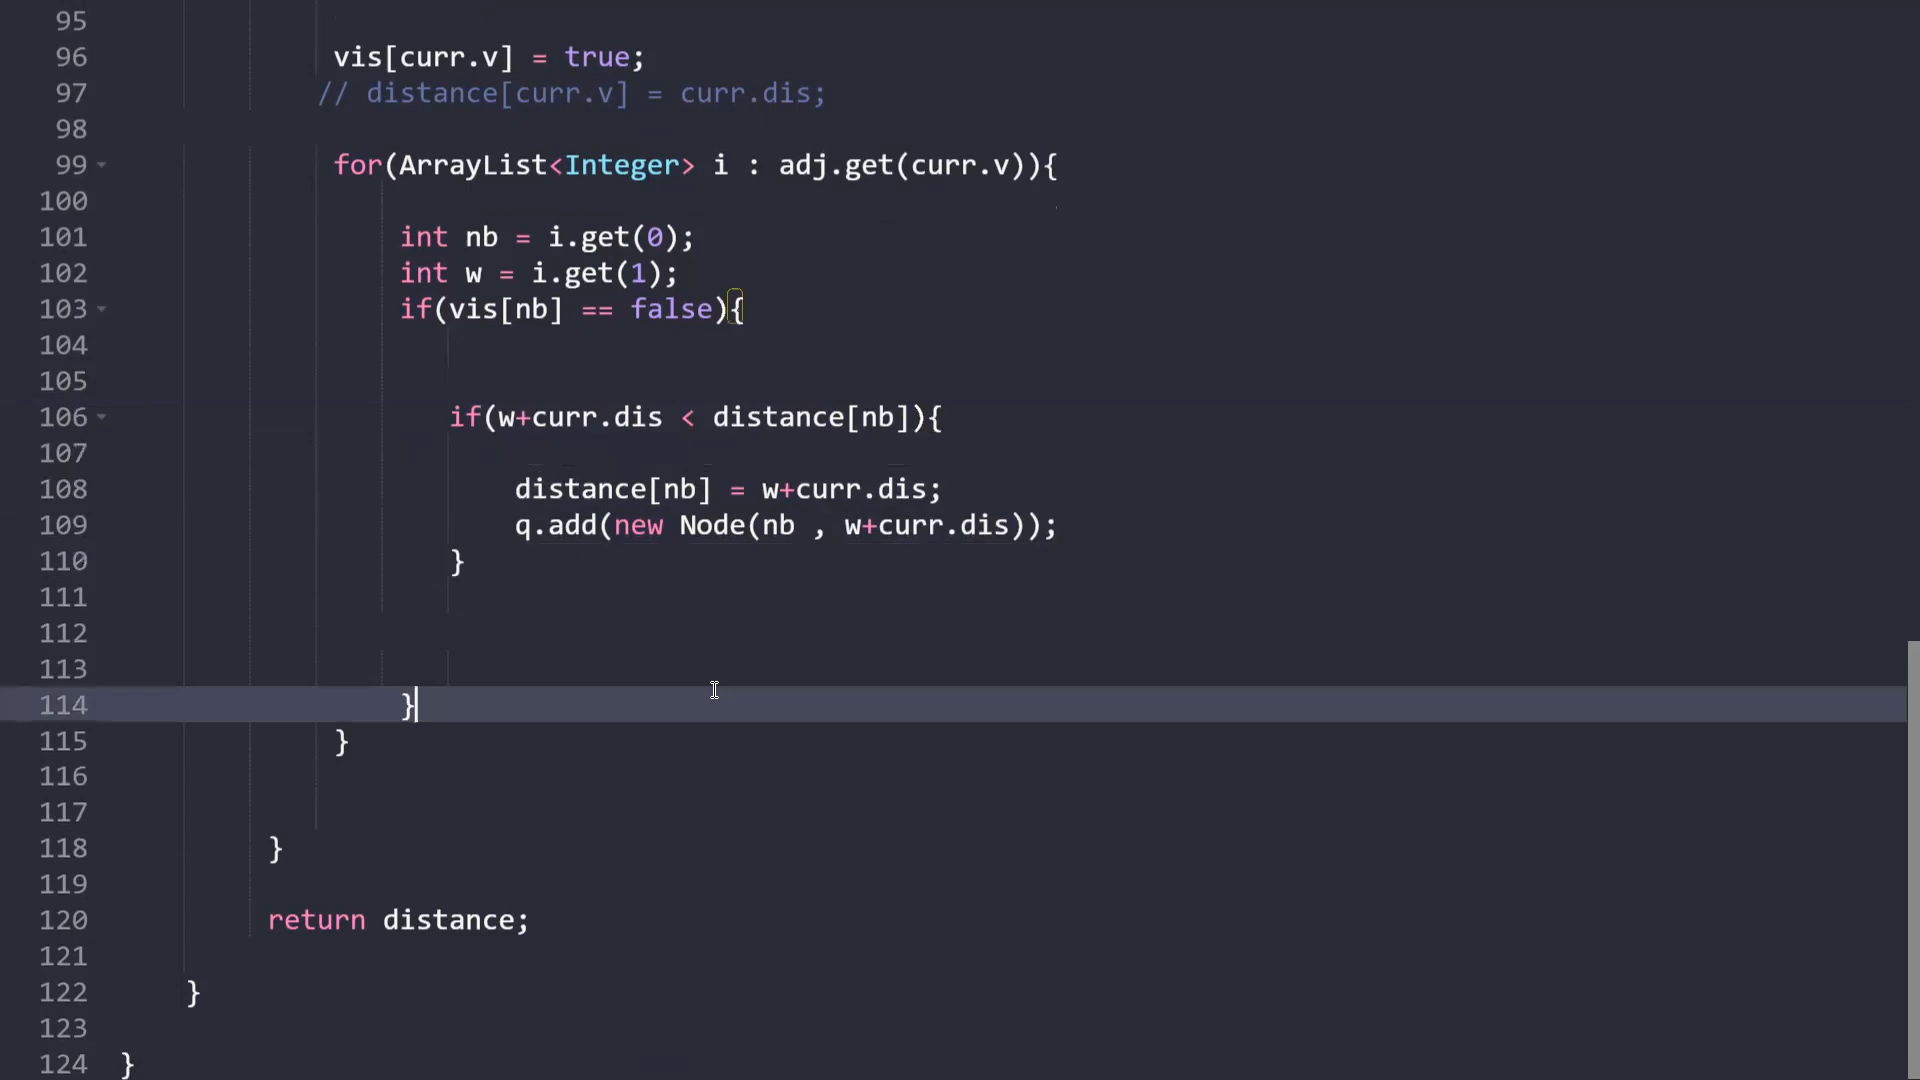 95
96 vis[curr.v] = true;
97 // distance[curr.v] = curr.dis;
98
99 for(ArrayList<Integer> i : adj.get(curr.v)){
100
101 int nb = i.get(0);
102 int w = i.get(1);
103 if(vis[nb] == false){
104
105
106 if(w+curr.dis < distance[nb]){
107
108 distance[nb] = w+curr.dis;
109 q.add(new Node(nb , w+curr.dis));
110 }
111
112
113
114 }
115 }
116
117
118 }
119
120 return distance;
121
122 }
123
124 }